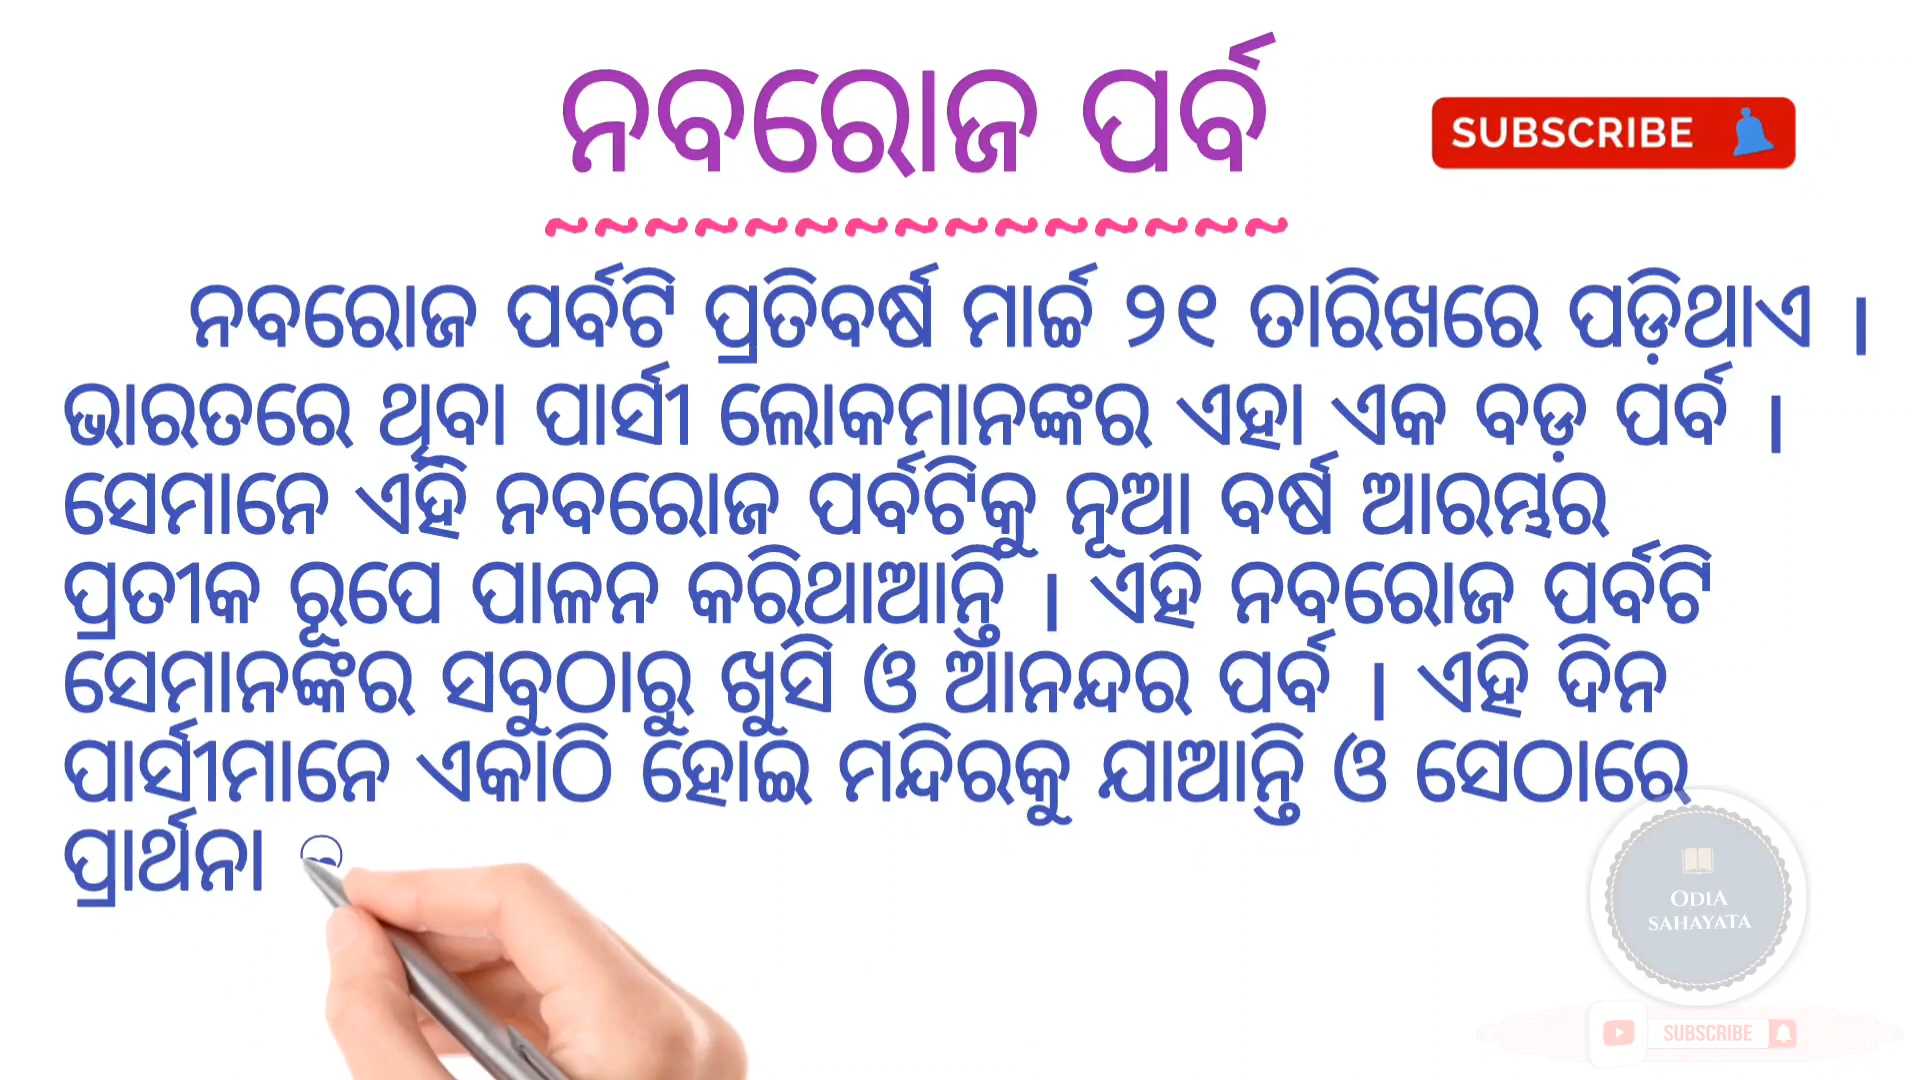 ନବରୋଜ ପର୍ବ
SUBSCRIBE
ନବରୋଜ ପର୍ବଟି ପ୍ରତିବର୍ଷ ମାର୍ଚ୍ଚ ୨୧ ତାରିଖରେ ପଡ଼ିଥାଏ ।
ଭାରତରେ ଥିବା ପାର୍ସୀ ଲୋକମାନଙ୍କର ଏହା ଏକ ବଡ଼ ପର୍ବ ।
ସେମାନେ ଏହି ନବରୋଜ ପର୍ବଟିକୁ ନୂଆ ବର୍ଷ ଆରମ୍ଭର
ପ୍ରତୀକ ରୂପେ ପାଳନ କରିଥାଆନ୍ତି । ଏହି ନବରୋଜ ପର୍ବଟି
ସେମାନଙ୍କର ସବୁଠାରୁ ଖୁସି ଓ ଆନନ୍ଦର ପର୍ବ । ଏହି ଦିନ
ପାର୍ସୀମାନେ ଏକାଠି ହୋଇ ମନ୍ଦିରକୁ ଯାଆନ୍ତି ଓ ସେଠାରେ
ପ୍ରାର୍ଥନା
ODIA
SAHAYATA
SUBSCRIBE